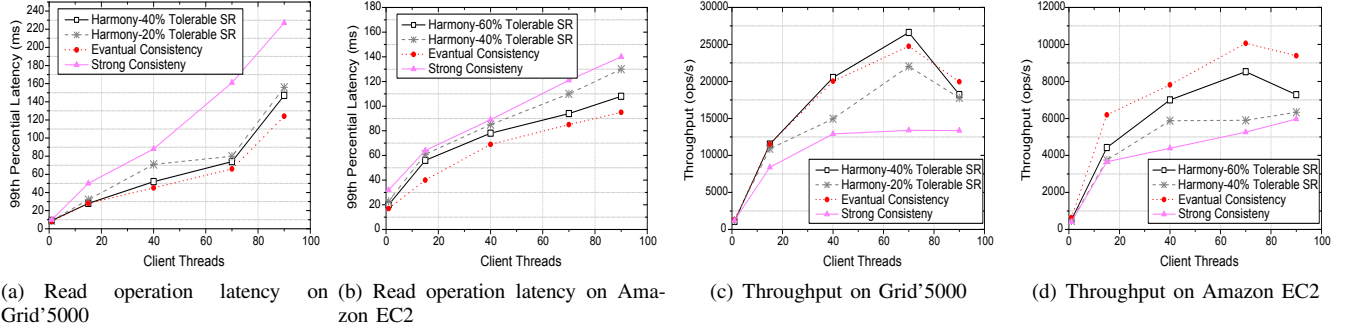 240
220
200
180
160
140
120
100
80
60
40
20
0
99th Percential Latency (ms)
Harmony-40% Tolerable SR
Harmony-20% Tolerable SR
Evantual Consistency
Strong Consisteny
0 20 40 60 80 100
Client Threads
(a) Read operation latency on
Grid'5000
200
180
160
140
120
100
80
60
40
20
0
99th Percential Latency (ms)
Harmony-60% Tolerable SR
Harmony-40% Tolerable SR
Evantual Consistency
Strong Consisteny
0 20 40 60 80 100
Client Threads
(b) Read operation latency on Ama-
zon EC2
30000
25000
20000
15000
10000
5000
0
Throughput (ops/s)
Harmony-40% Tolerable SR
Harmony-20% Tolerable SR
Evantual Consistency
Strong Consisteny
0 20 40 60 80 100
Client Threads
(c) Throughput on Grid'5000
12000
10000
8000
6000
4000
2000
0
Throughput (ops/s)
Harmony-60% Tolerable SR
Harmony-40% Tolerable SR
Evantual Consistency
Strong Consisteny
0 20 40 60 80 100
Client Threads
(d) Throughput on Amazon EC2